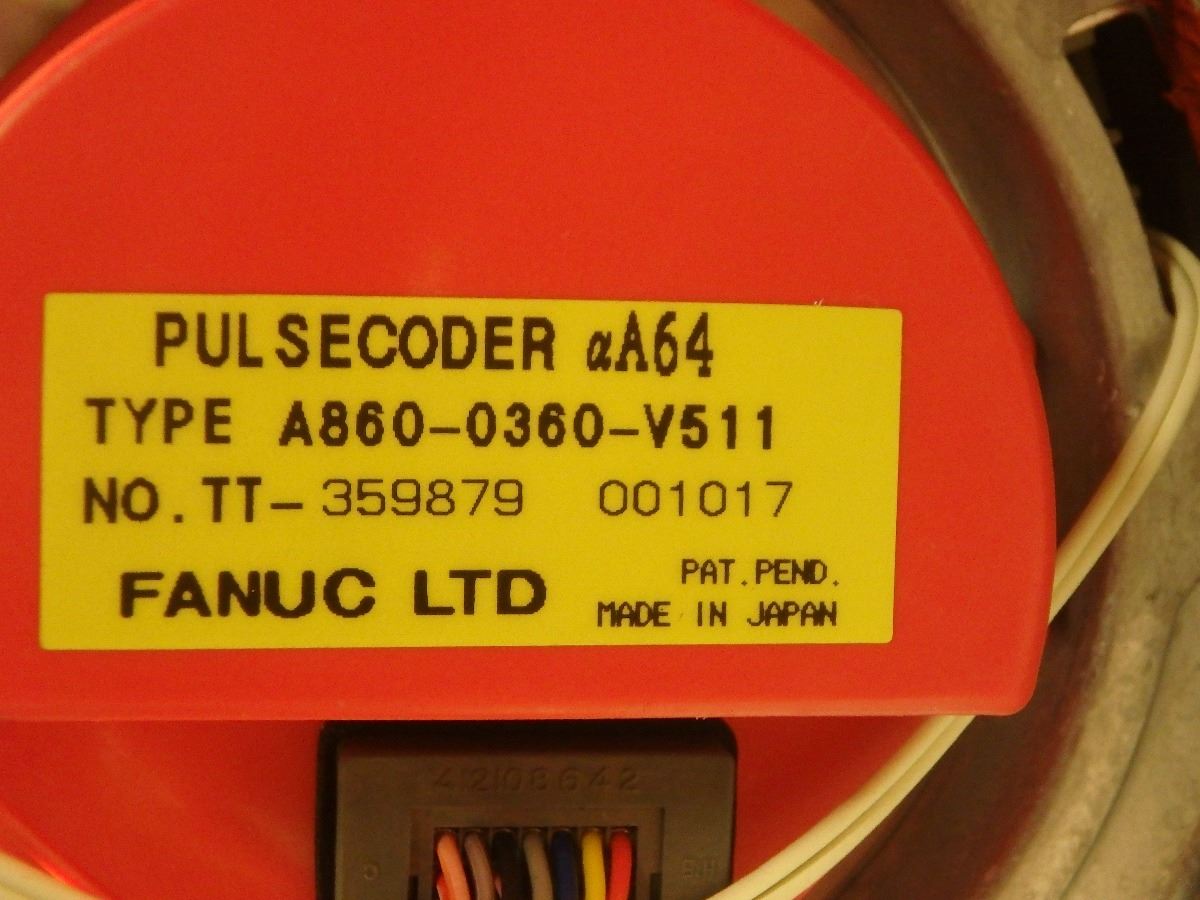 PULSECODER αA64
TYPE A860-0360-V511
NO. TT- 359879 001017
FANUC LTD
PAT. PEND.
MADE IN JAPAN